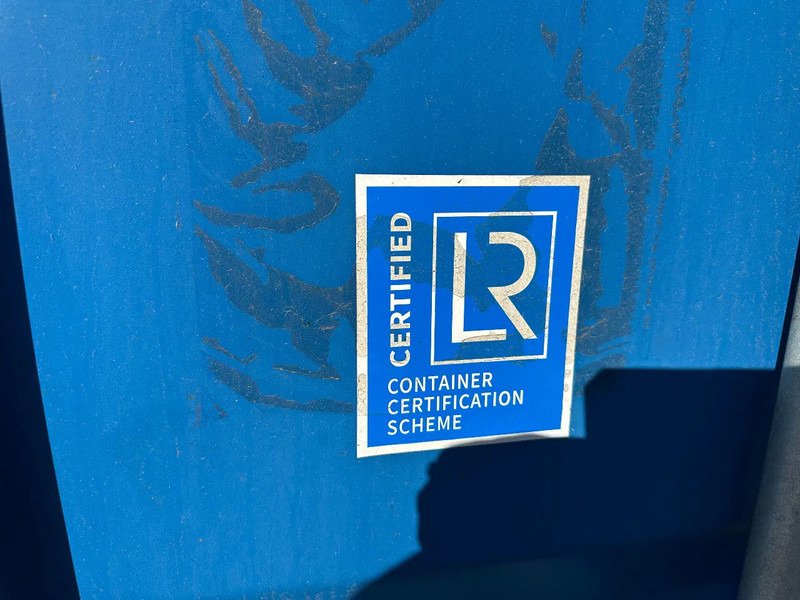 CERTIFIED
LR
CONTAINER
CERTIFICATION
SCHEME